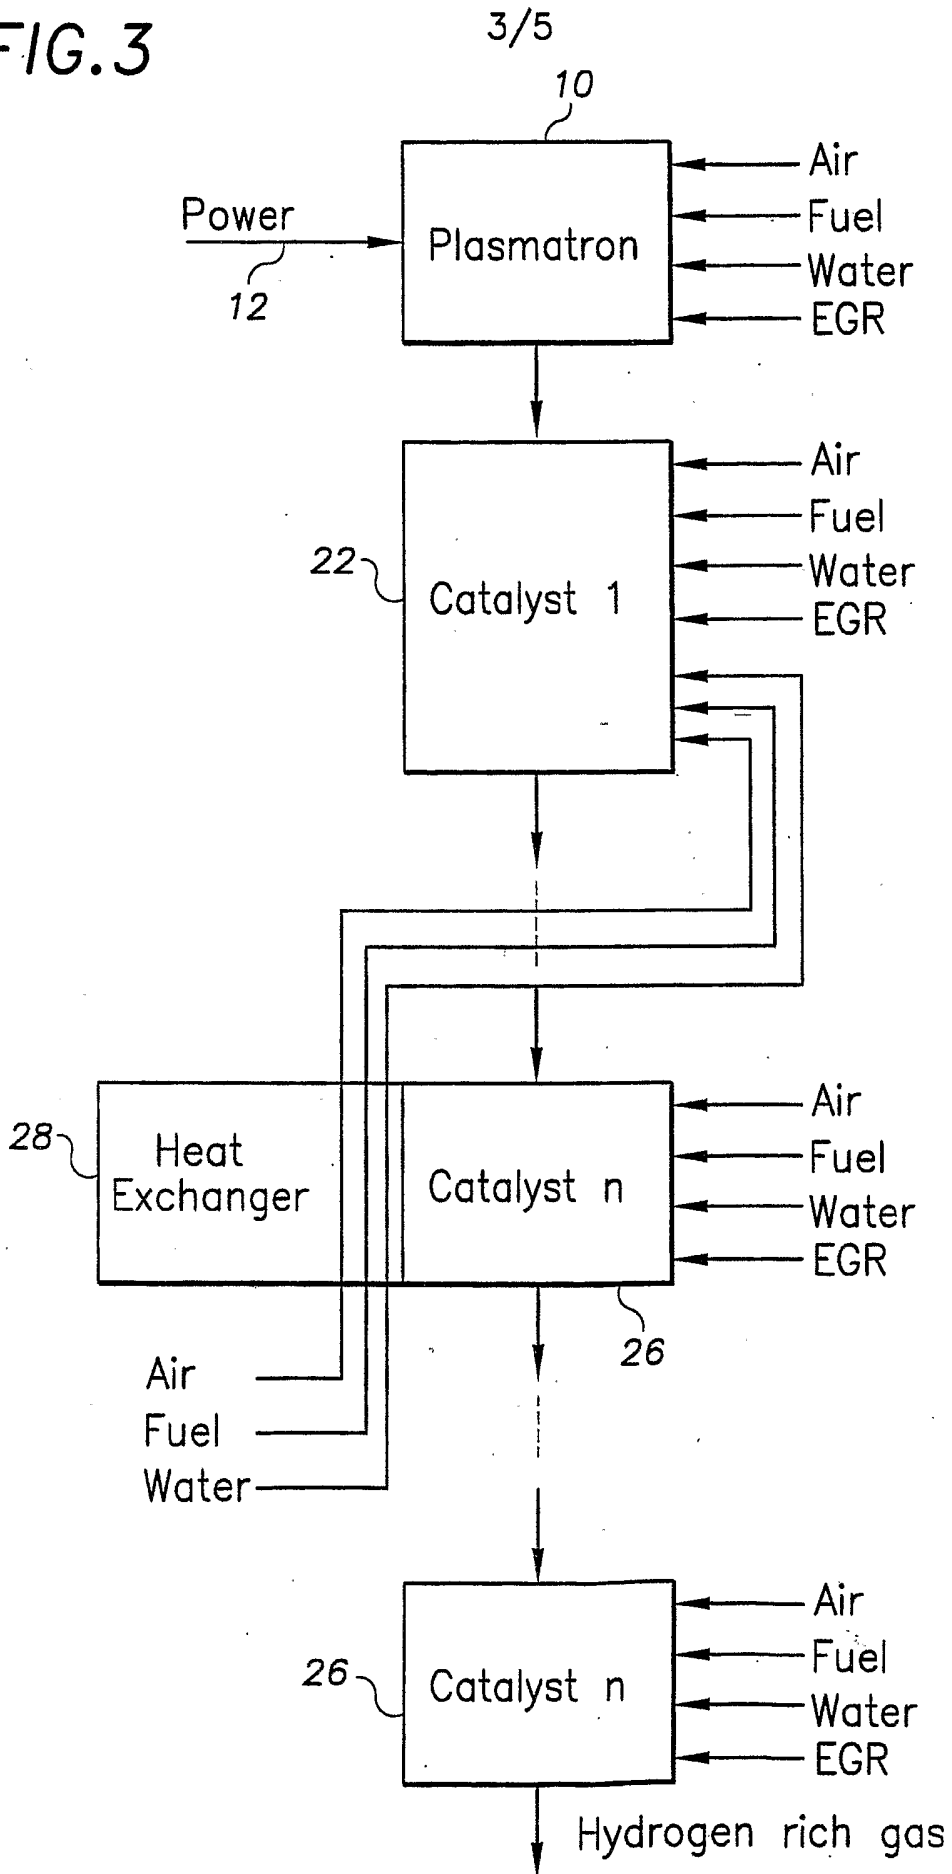 FIG.3
3/5
10
Air
Fuel
Water
EGR
Power
12
Plasmatron
Air
Fuel
Water
EGR
22
Catalyst 1
28
Heat
Exchanger
Catalyst n
Air
Fuel
Water
EGR
26
Air
Fuel
Water
26
Catalyst n
Air
Fuel
Water
EGR
Hydrogen rich gas